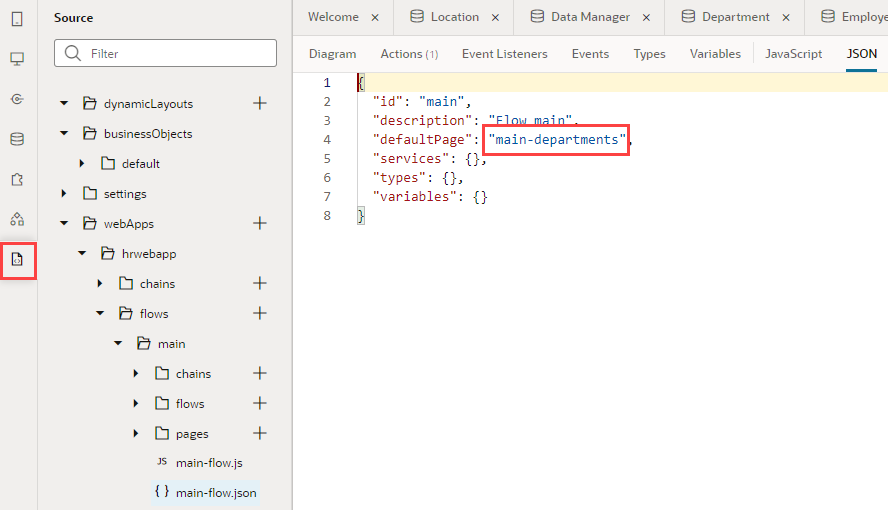 Source
Filter
dynamicLayouts +
businessObjects
default
settings
webApps +
hrwebapp
chains +
flows +
main
chains +
flows +
pages +
JS main-flow.js
{ } main-flow.json
Welcome × Location × Data Manager × Department × Employe
Diagram Actions (1) Event Listeners Events Types Variables JavaScript JSON
1 {
2 "id": "main",
3 "description": "Flow main",
4 "defaultPage": "main-departments",
5 "services": {},
6 "types": {},
7 "variables": {}
8 }